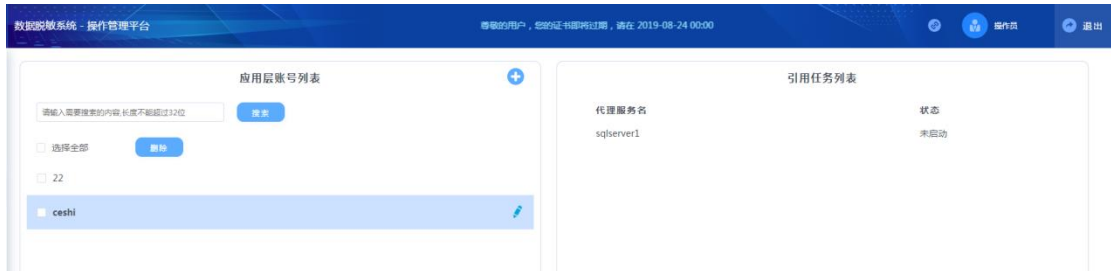 数据脱敏系统 - 操作管理平台
尊敬的用户，您的证书即将过期，请在 2019-08-24 00:00
操作员
退出
应用层账号列表
请输入需要搜索的内容,长度不能超过32位
搜索
选择全部
删除
22
ceshi
引用任务列表
代理服务名 状态
sqlserver1 未启动